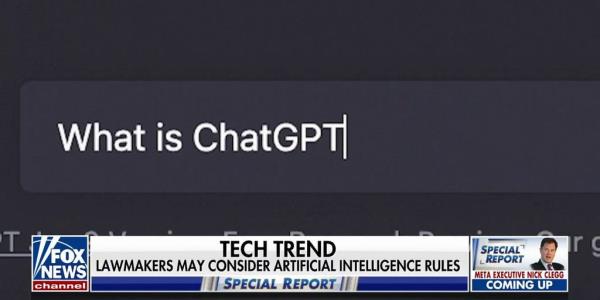 What is ChatGPT
FOX
NEWS
channel
TECH TREND
LAWMAKERS MAY CONSIDER ARTIFICIAL INTELLIGENCE RULES
SPECIAL REPORT
SPECIAL
REPORT
META EXECUTIVE NICK CLEGG
COMING UP